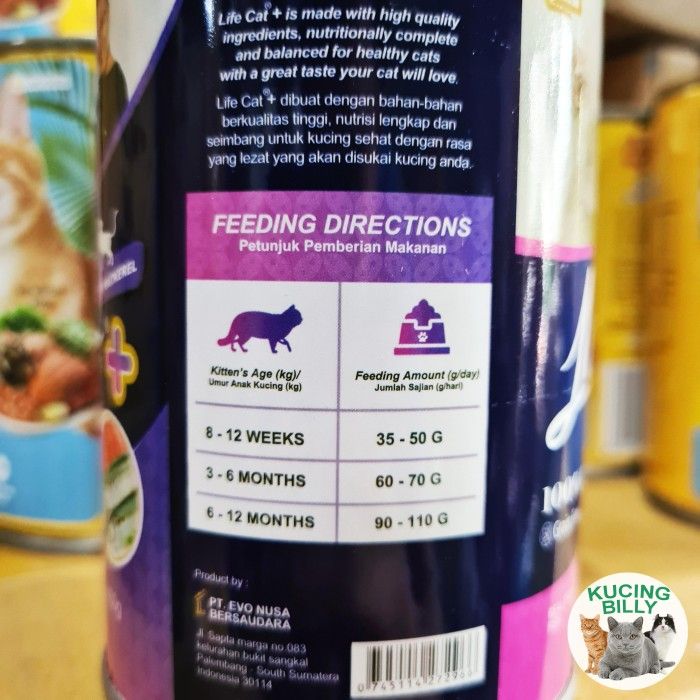 Life Cat®+ is made with high quality
ingredients, nutritionally complete
and balanced for healthy cats
with a great taste your cat will love.
Life Cat®+ dibuat dengan bahan-bahan
berkualitas tinggi, nutrisi lengkap dan
seimbang untuk kucing sehat dengan rasa
yang lezat yang akan disukai kucing anda.
FEEDING DIRECTIONS
Petunjuk Pemberian Makanan
Kitten's Age (kg)/
Umur Anak Kucing (kg)
Feeding Amount (g/day)
Jumlah Sajian (g/hari)
8 - 12 WEEKS
35 - 50 G
3 - 6 MONTHS
60 - 70 G
6 - 12 MONTHS
90 - 110 G
Product by :
PT. EVO NUSA
BERSAUDARA
Jl. Sapta marga no.083
kelurahan bukit sangkal
Palembang - South Sumatera
Indonesia 30114
KUCING
BILLY